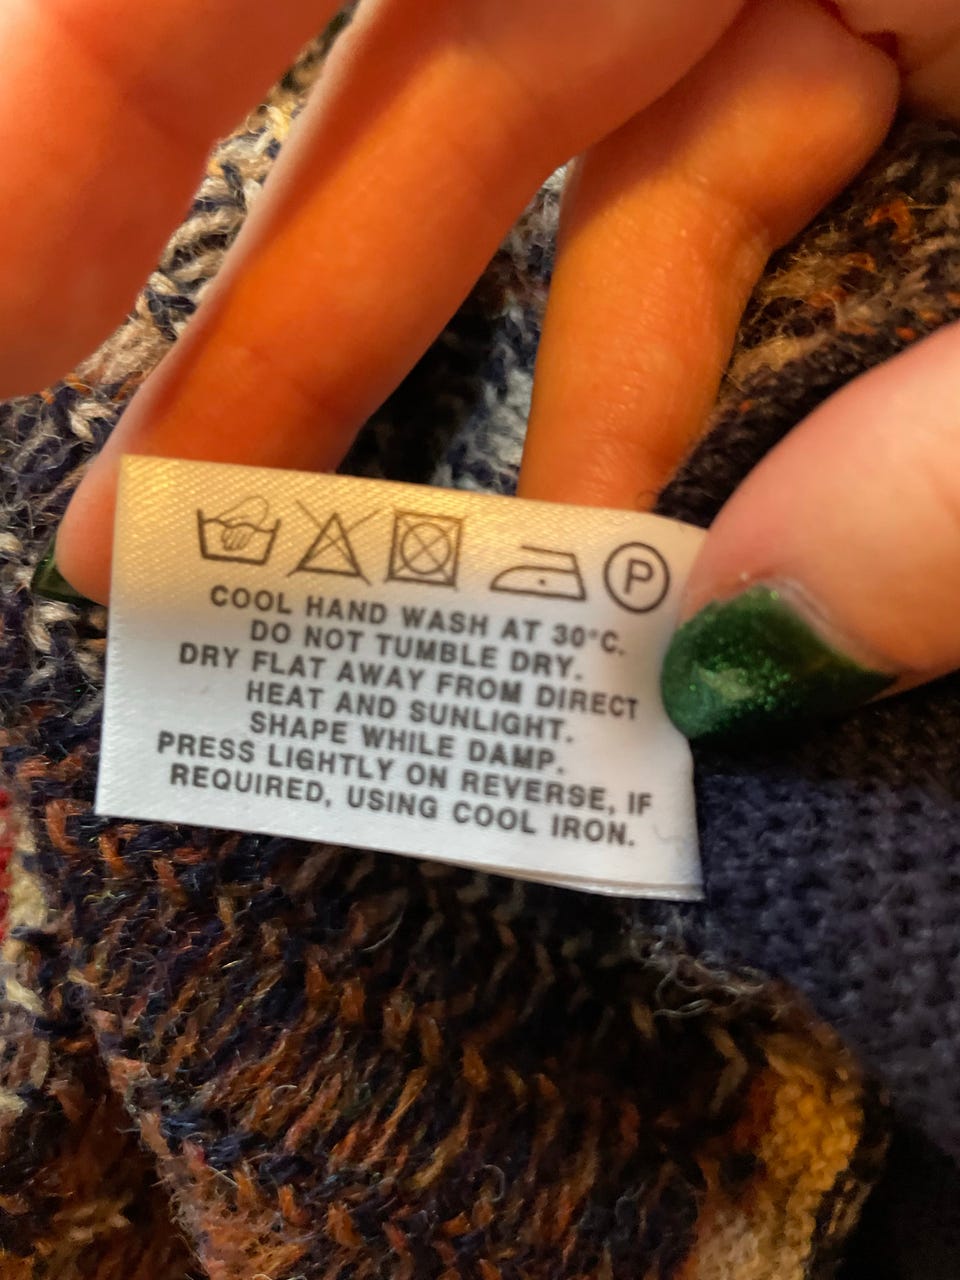 P
COOL HAND WASH AT 30°C.
DO NOT TUMBLE DRY.
DRY FLAT AWAY FROM DIRECT
HEAT AND SUNLIGHT.
SHAPE WHILE DAMP.
PRESS LIGHTLY ON REVERSE, IF
REQUIRED, USING COOL IRON.